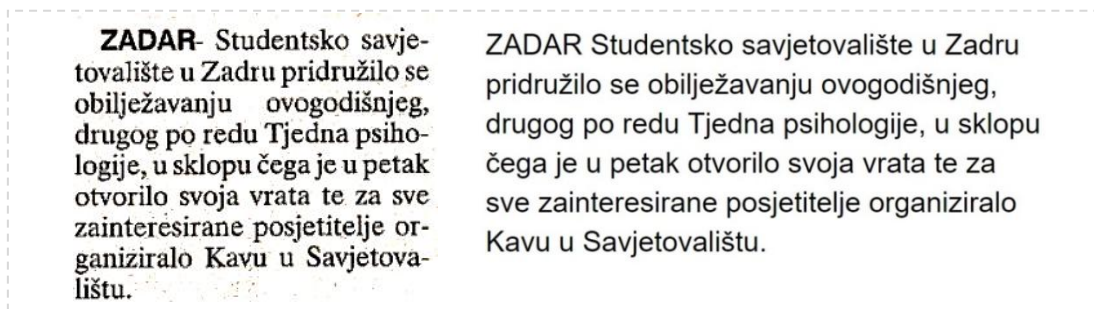 ZADAR- Studentsko savje-
tovalište u Zadru pridružilo se
obilježavanju ovogodišnjeg,
drugog po redu Tjedna psiho-
logije, u sklopu čega je u petak
otvorilo svoja vrata te za sve
zainteresirane posjetitelje or-
ganiziralo Kavu u Savjetova-
lištu.
ZADAR Studentsko savjetovalište u Zadru
pridružilo se obilježavanju ovogodišnjeg,
drugog po redu Tjedna psihologije, u sklopu
čega je u petak otvorilo svoja vrata te za
sve zainteresirane posjetitelje organiziralo
Kavu u Savjetovalištu.